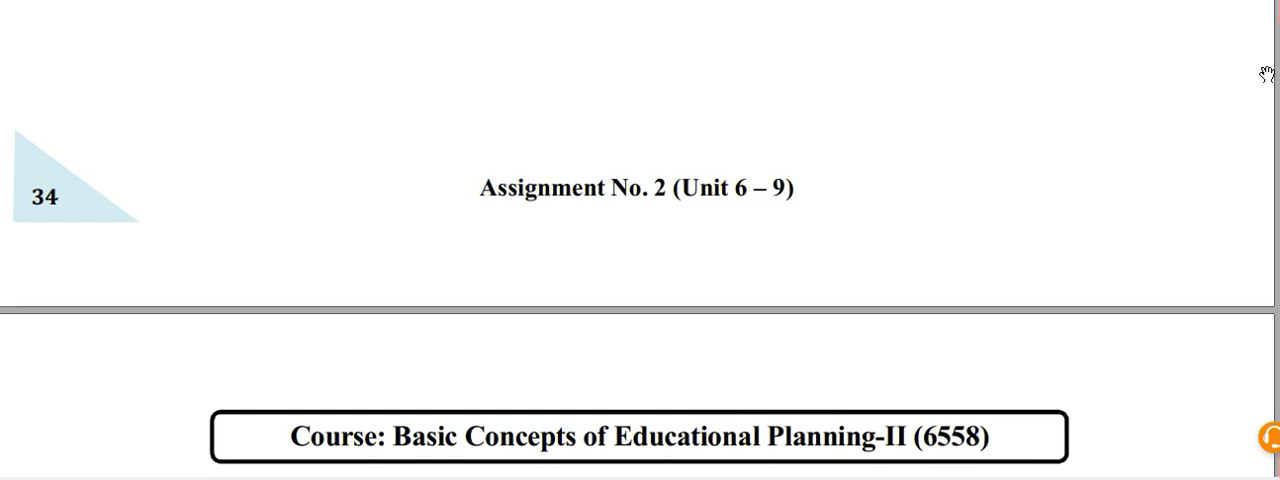 34
Assignment No. 2 (Unit 6 – 9)
Course: Basic Concepts of Educational Planning-II (6558)